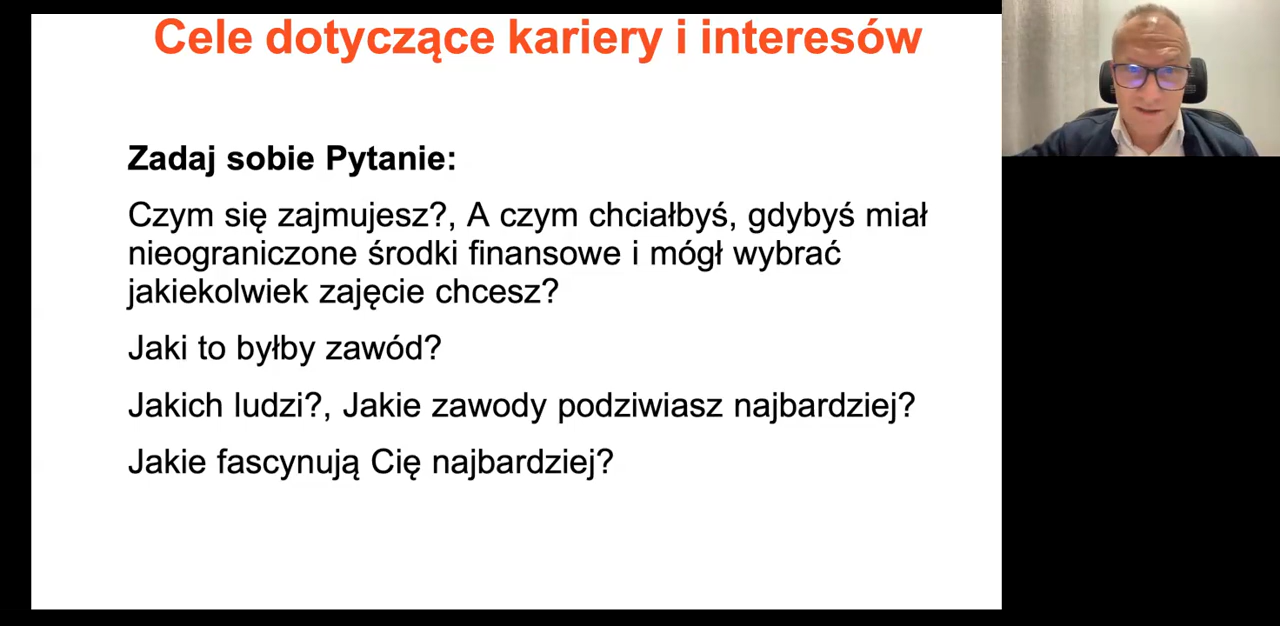 Cele dotyczące kariery i interesów
Zadaj sobie Pytanie:
Czym się zajmujesz?, A czym chciałbyś, gdybyś miał
nieograniczone środki finansowe i mógł wybrać
jakiekolwiek zajęcie chcesz?
Jaki to byłby zawód?
Jakich ludzi?, Jakie zawody podziwiasz najbardziej?
Jakie fascynują Cię najbardziej?